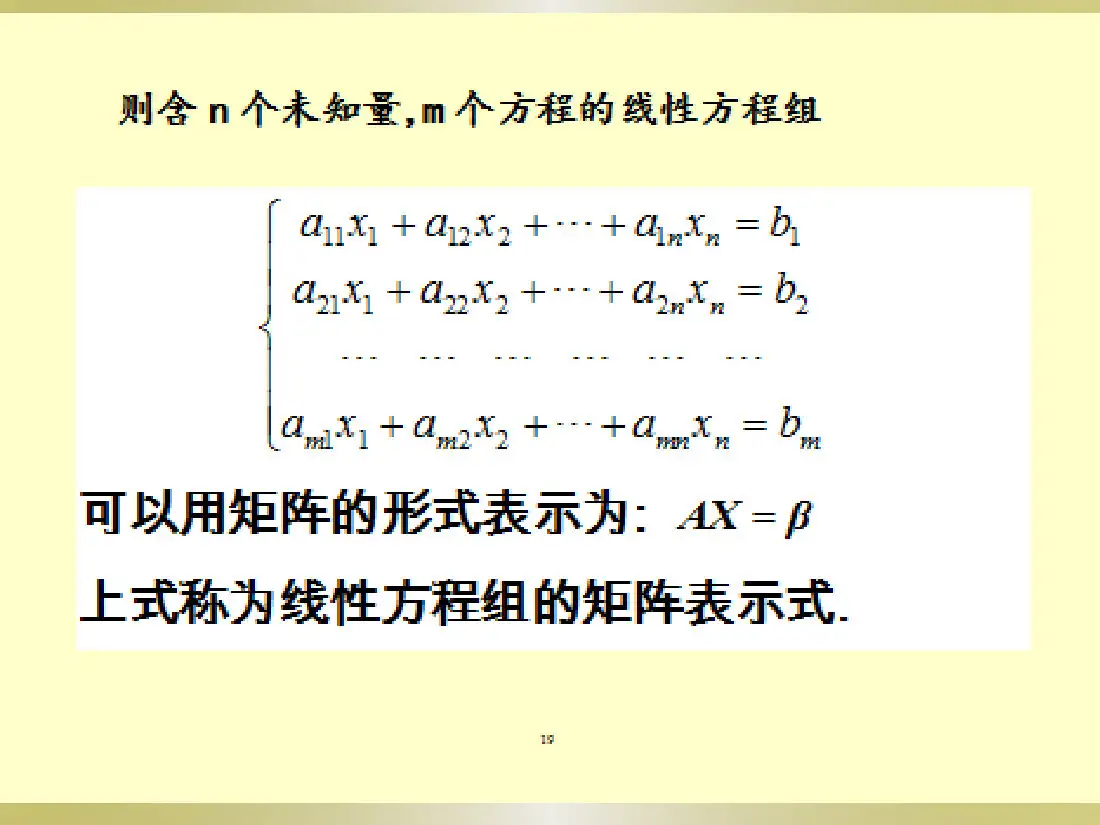 则含 n 个未知量,m 个方程的线性方程组
a₁₁x₁ + a₁₂x₂ + ··· + a₁ₙxₙ = b₁
a₂₁x₁ + a₂₂x₂ + ··· + a₂ₙxₙ = b₂
··· ··· ··· ··· ··· ···
aₘ₁x₁ + aₘ₂x₂ + ··· + aₘₙxₙ = bₘ
可以用矩阵的形式表示为: AX = β
上式称为线性方程组的矩阵表示式.
19